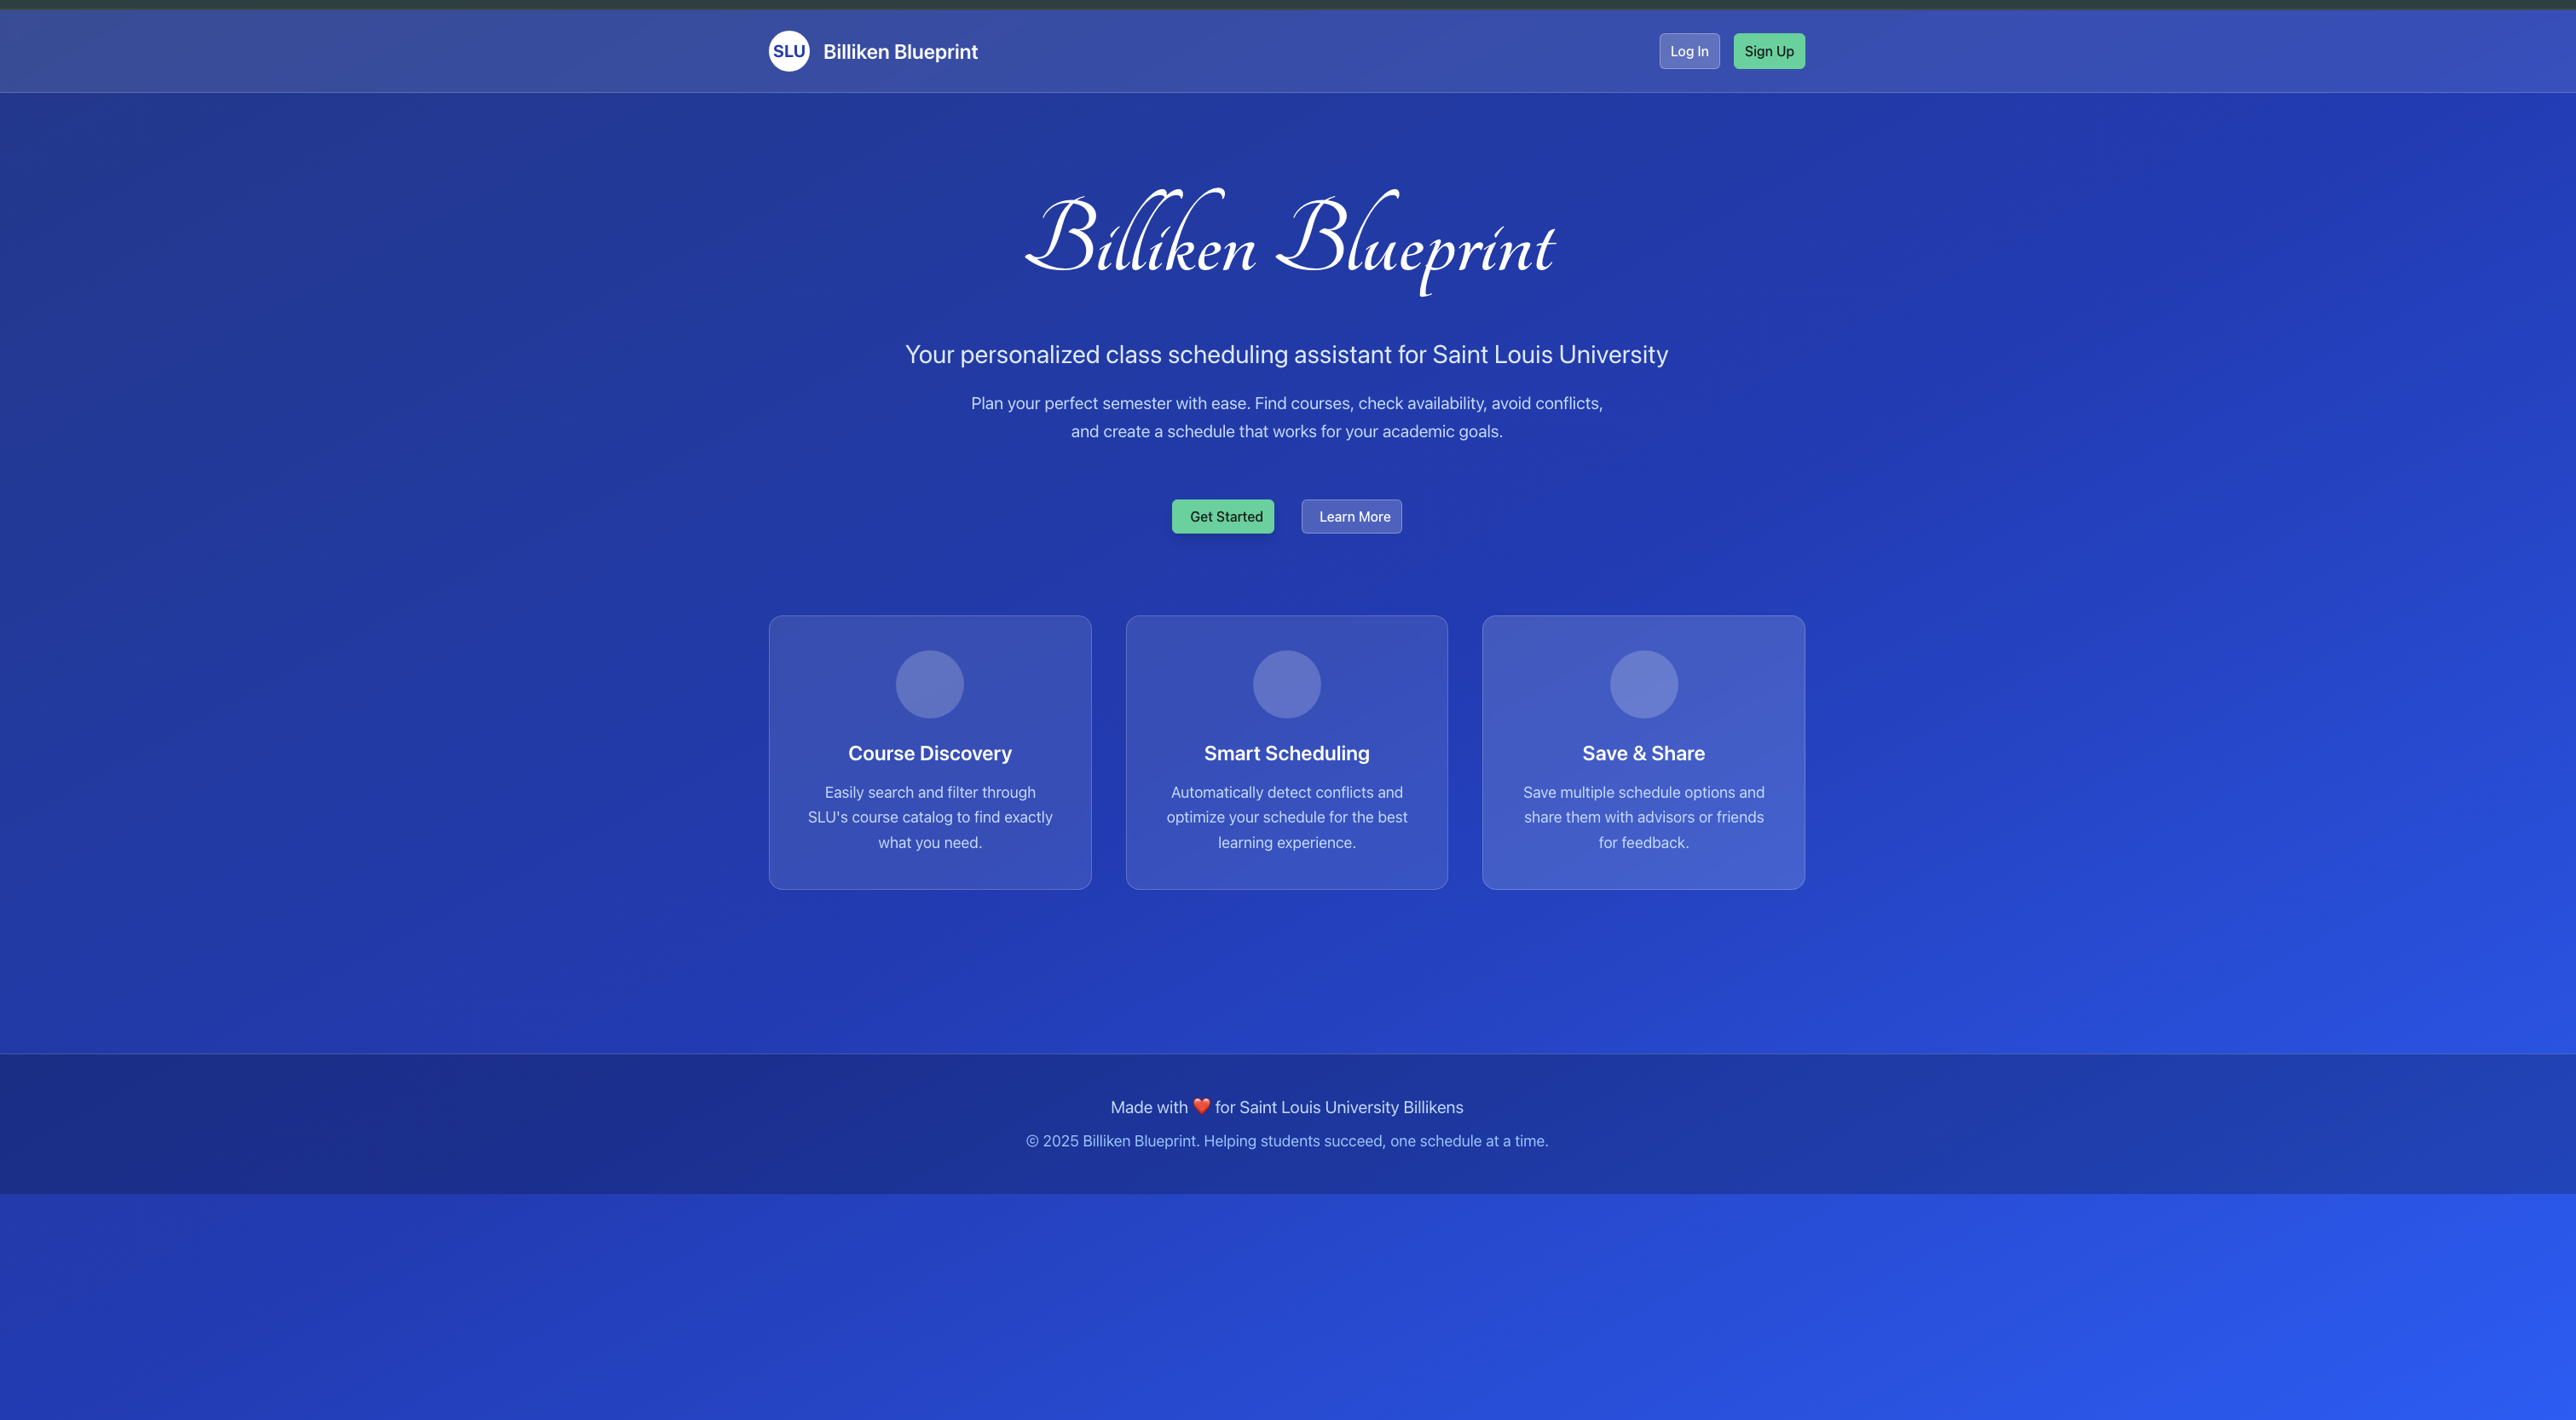 SLU
Billiken Blueprint
Log In
Sign Up
Billiken Blueprint
Your personalized class scheduling assistant for Saint Louis University
Plan your perfect semester with ease. Find courses, check availability, avoid conflicts,
and create a schedule that works for your academic goals.
Get Started
Learn More
Course Discovery
Easily search and filter through
SLU's course catalog to find exactly
what you need.
Smart Scheduling
Automatically detect conflicts and
optimize your schedule for the best
learning experience.
Save & Share
Save multiple schedule options and
share them with advisors or friends
for feedback.
Made with ❤️ for Saint Louis University Billikens
© 2025 Billiken Blueprint. Helping students succeed, one schedule at a time.